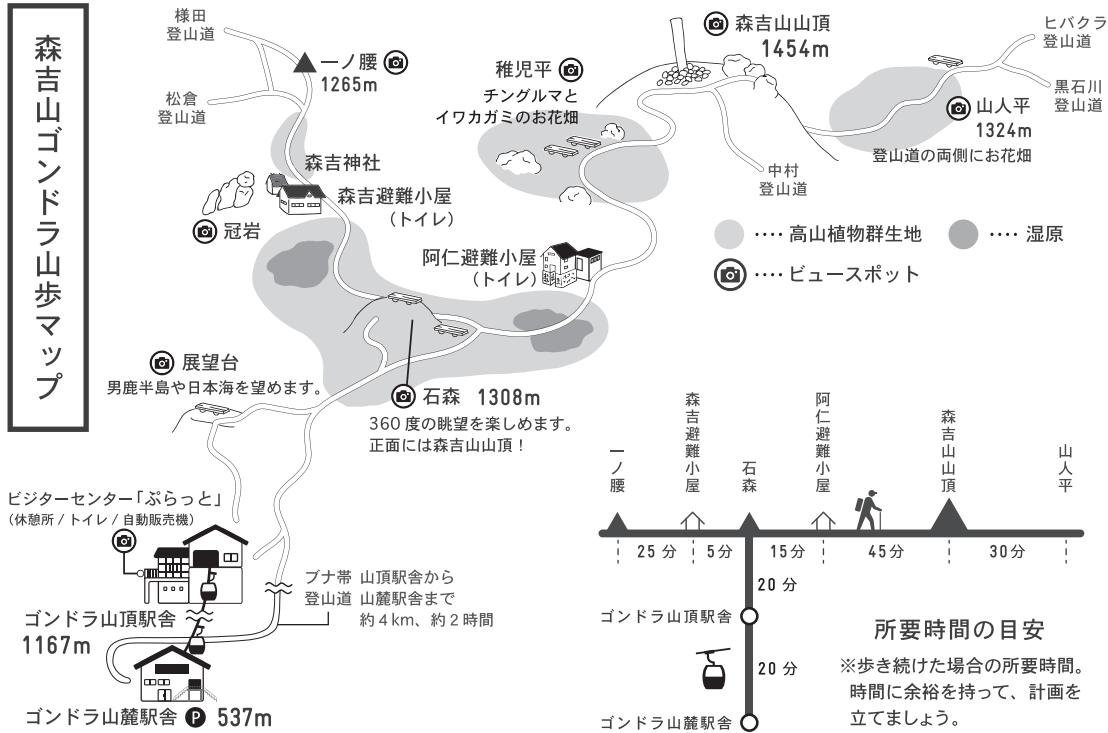 森吉山ゴンドラ山歩マップ
様田
登山道
一ノ腰
1265m
松倉
登山道
森吉神社
森吉避難小屋
（トイレ）
冠岩
稚児平
チングルマと
イワカガミのお花畑
森吉山山頂
1454m
ヒバクラ
登山道
黒石川
登山道
山人平
1324m
登山道の両側にお花畑
中村
登山道
阿仁避難小屋
（トイレ）
････高山植物群生地
････湿原
････ビュースポット
展望台
男鹿半島や日本海を望めます。
石森 1308m
360度の眺望を楽しめます。
正面には森吉山山頂！
ビジターセンター「ぷらっと」
（休憩所/トイレ/自動販売機）
ゴンドラ山頂駅舎
1167m
ブナ帯 山頂駅舎から
登山道 山麓駅舎まで
約4km、約2時間
ゴンドラ山麓駅舎 P 537m
一ノ腰
森吉避難小屋
石森
阿仁避難小屋
森吉山山頂
山人平
25分
5分
15分
45分
30分
20分
ゴンドラ山頂駅舎
20分
ゴンドラ山麓駅舎
所要時間の目安
※歩き続けた場合の所要時間。
時間に余裕を持って、計画を
立てましょう。